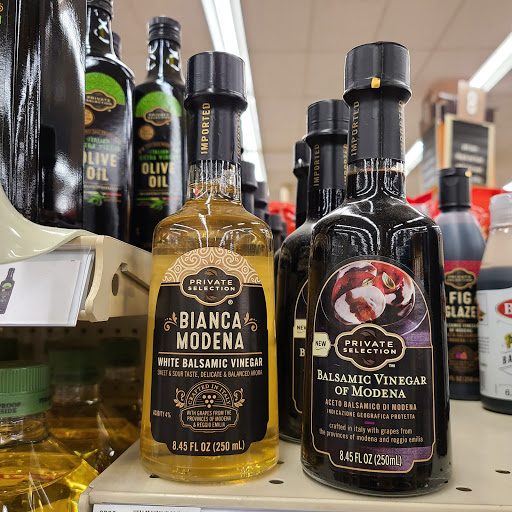 PRIVATE SELECTION
OLIVE
OIL
PRIVATE SELECTION
OLIVE
OIL
IMPORTED
PRIVATE
SELECTION
BIANCA
MODENA
WHITE BALSAMIC VINEGAR
SWEET & SOUR TASTE, DELICATE & BALANCED AROMA
CRAFTED IN ITALY
ACIDITY 6%
WITH GRAPES FROM THE
PROVINCES OF MODENA
& REGGIO EMILIA
8.45 FL OZ (250 mL)
IMPORTED
NEW
IMPORTED
NEW
PRIVATE
SELECTION
BALSAMIC VINEGAR
OF MODENA
ACETO BALSAMICO DI MODENA
INDICAZIONE GEOGRAFICA PROTETTA
crafted in italy with grapes from
the provinces of modena and reggio emilia
8.45 FL OZ (250mL)
FIG
GLAZE